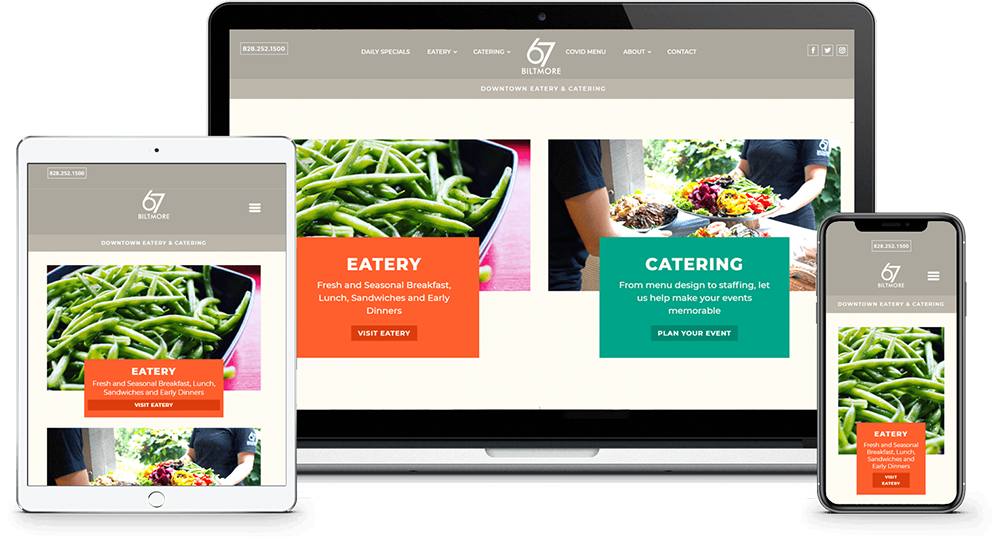 828.252.1500
DAILY SPECIALS EATERY CATERING 67 COVID MENU ABOUT CONTACT
BILTMORE
DOWNTOWN EATERY & CATERING
EATERY
Fresh and Seasonal Breakfast,
Lunch, Sandwiches and Early
Dinners
VISIT EATERY
67
CATERING
From menu design to staffing, let
us help make your events
memorable
PLAN YOUR EVENT
828.252.1500
67
BILTMORE
DOWNTOWN EATERY & CATERING
EATERY
Fresh and Seasonal Breakfast, Lunch,
Sandwiches and Early Dinners
VISIT EATERY
828.252.1500
67
BILTMORE
DOWNTOWN EATERY & CATERING
EATERY
Fresh and Seasonal
Breakfast, Lunch,
Sandwiches and
Early Dinners
VISIT
EATERY